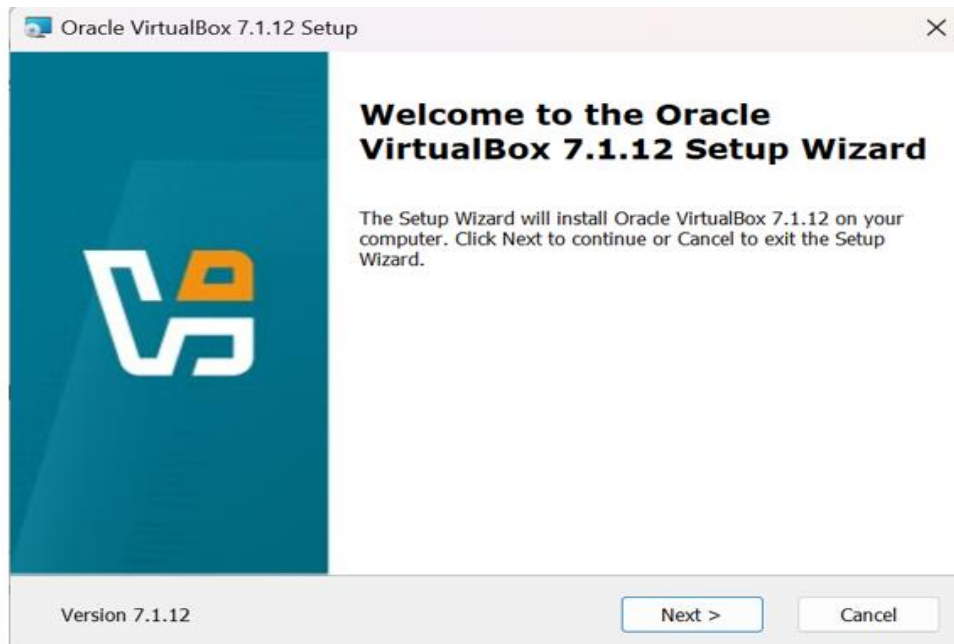 Oracle VirtualBox 7.1.12 Setup
Welcome to the Oracle
VirtualBox 7.1.12 Setup Wizard
The Setup Wizard will install Oracle VirtualBox 7.1.12 on your
computer. Click Next to continue or Cancel to exit the Setup
Wizard.
Version 7.1.12
Next >
Cancel